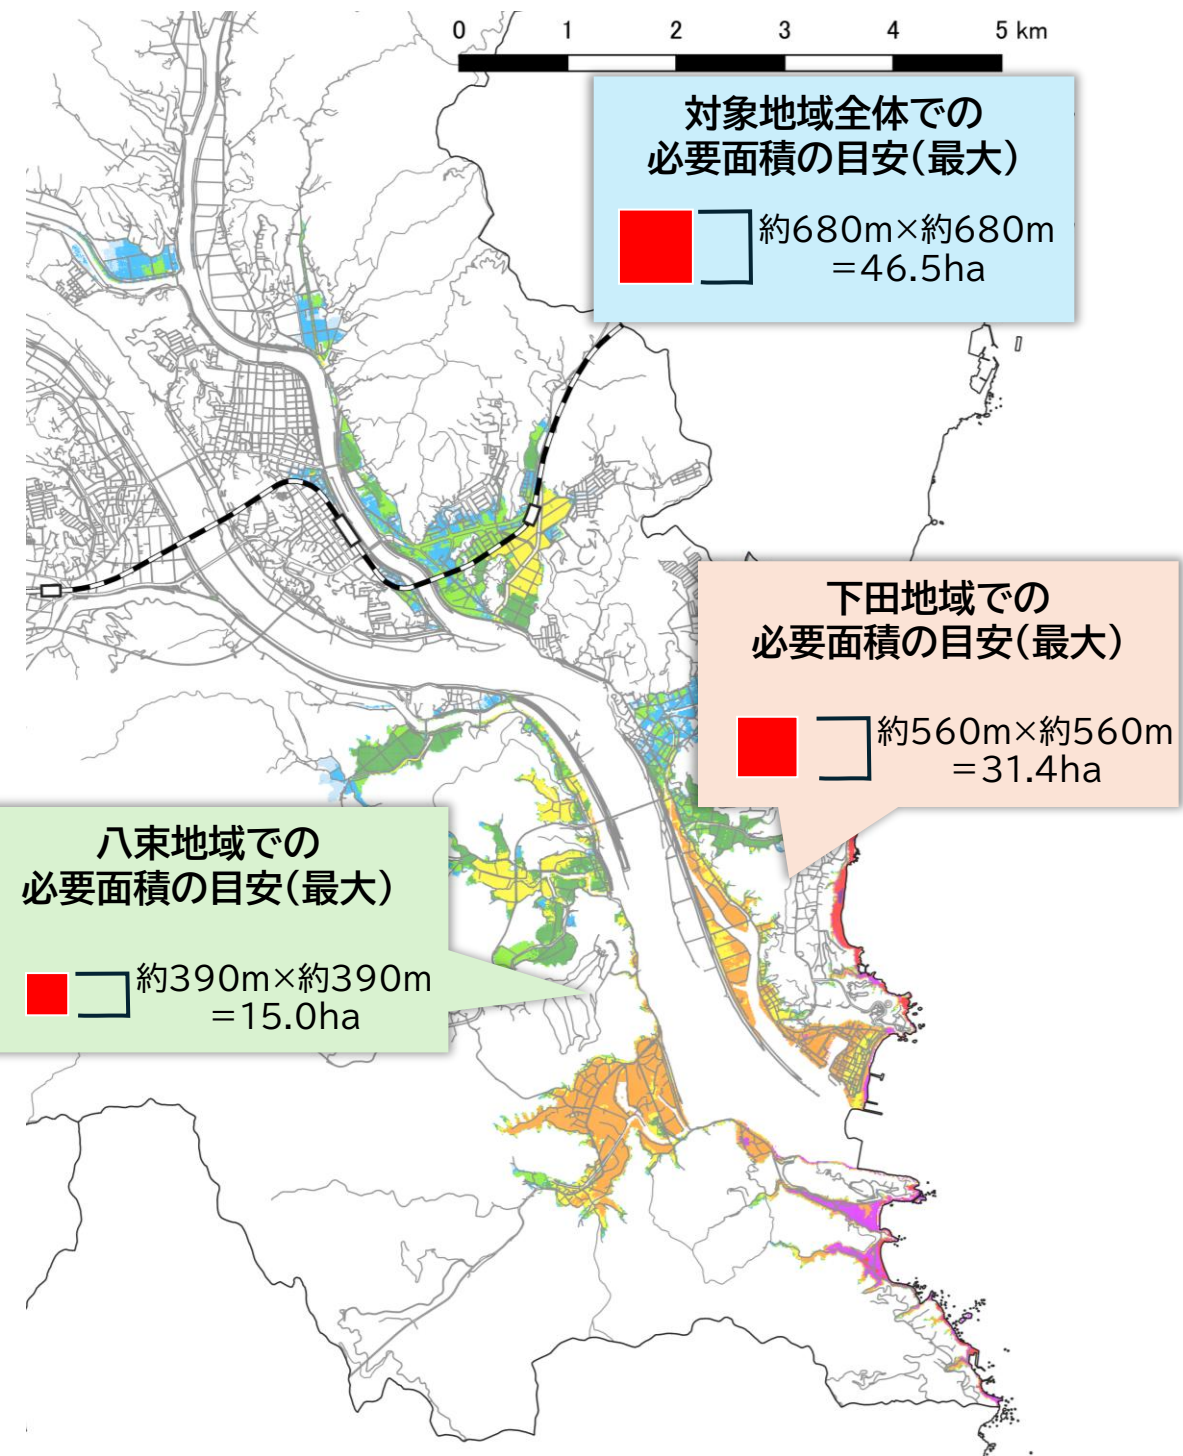 0 1 2 3 4 5 km
対象地域全体での
必要面積の目安(最大)
約680m×約680m
=46.5ha
下田地域での
必要面積の目安(最大)
約560m×約560m
=31.4ha
八束地域での
必要面積の目安(最大)
約390m×約390m
=15.0ha